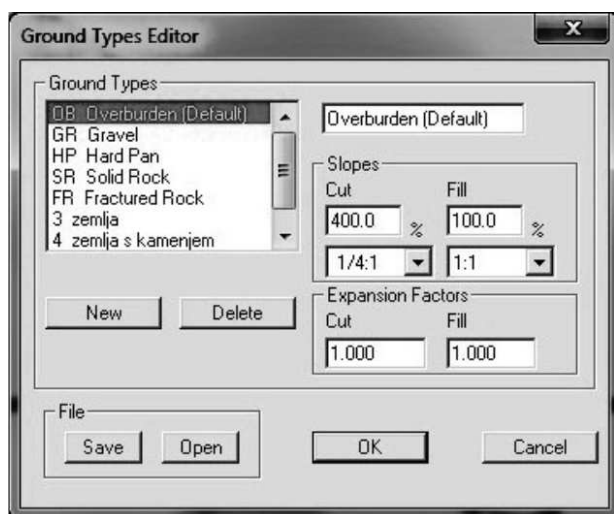 Ground Types Editor
x
Ground Types
OB Overburden (Default)
GR Gravel
HP Hard Pan
SR Solid Rock
FR Fractured Rock
3 zemlja
4 zemlja s kamenjem
Overburden (Default)
Slopes
Cut Fill
400.0 % 100.0 %
1/4:1 1:1
New Delete
Expansion Factors
Cut Fill
1.000 1.000
File
Save Open
OK Cancel